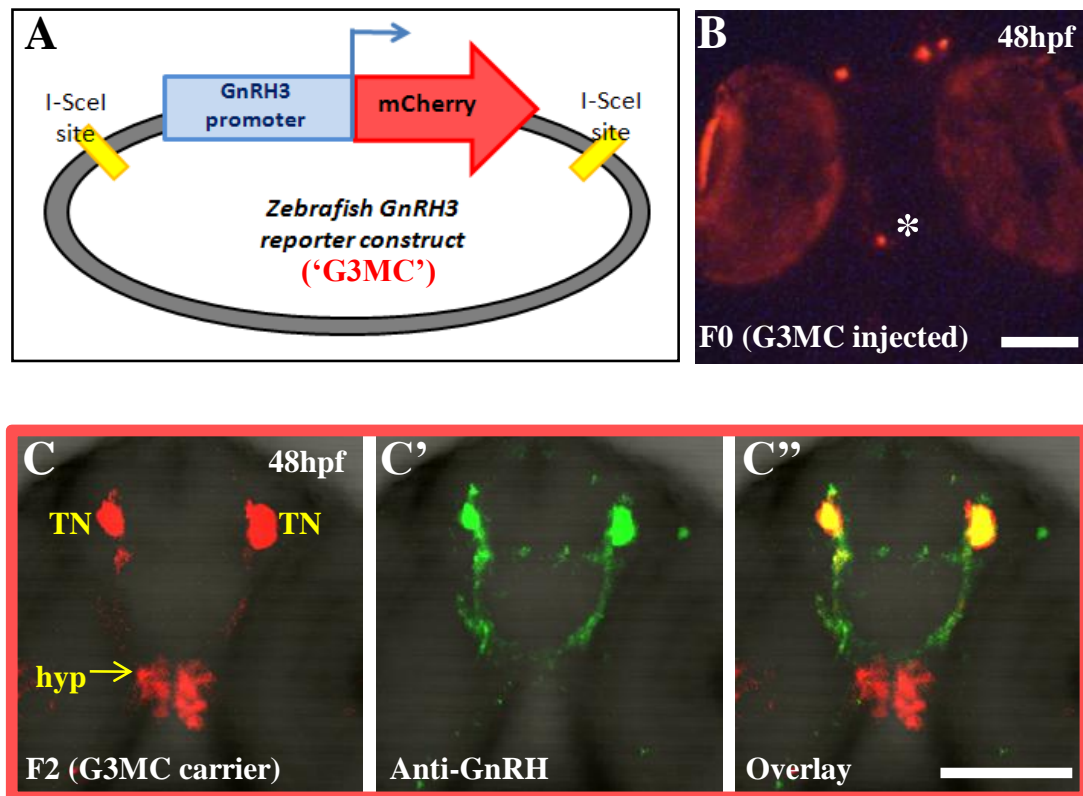 A
I-SceI
site
GnRH3
promoter
mCherry
I-SceI
site
Zebrafish GnRH3
reporter construct
(‘G3MC’)
B
48hpf
*
F0 (G3MC injected)
C
48hpf
TN
TN
hyp
F2 (G3MC carrier)
C’
Anti-GnRH
C”
Overlay